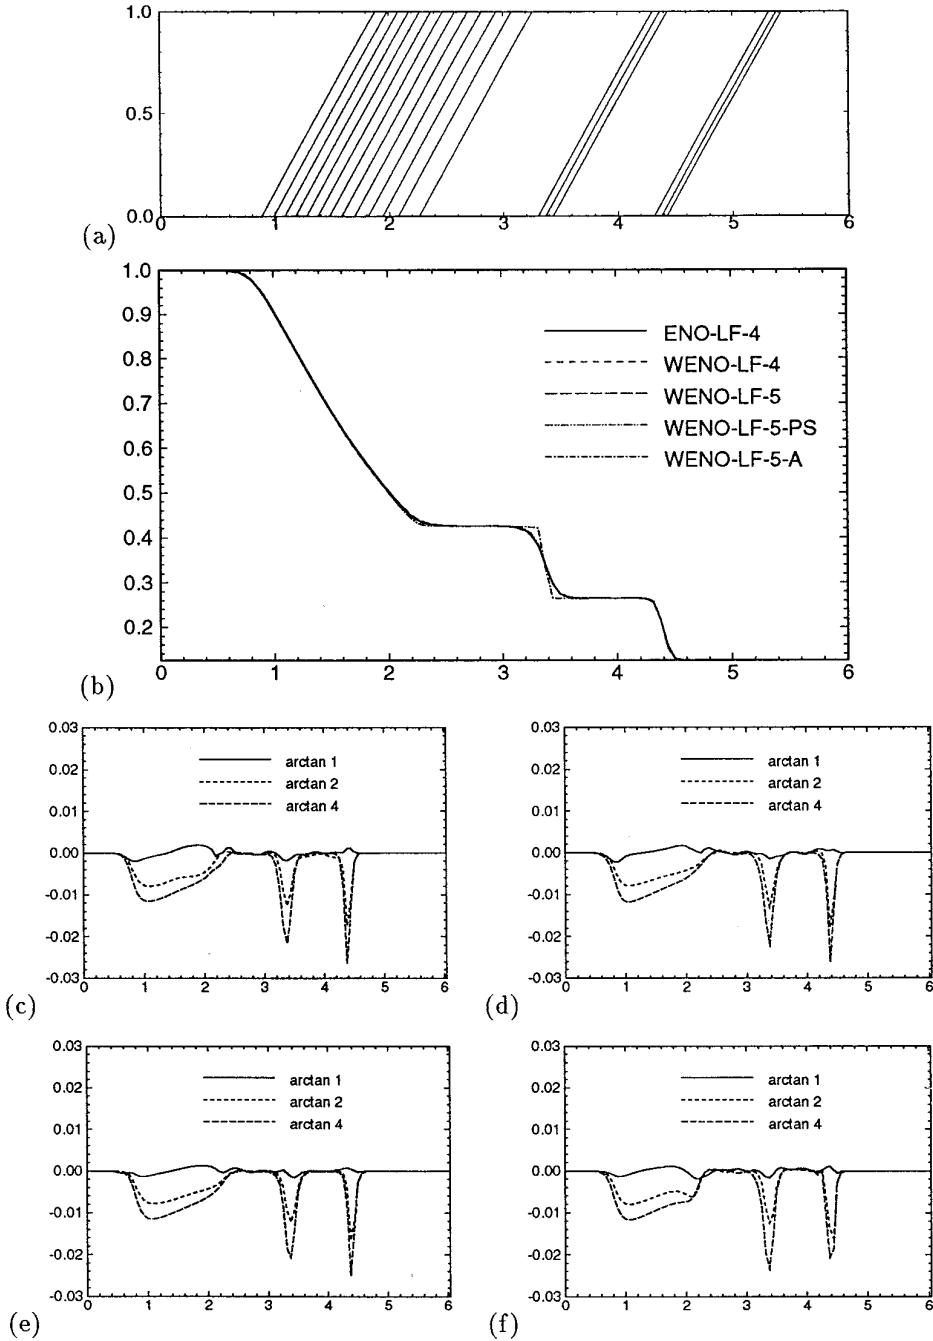 1.0
0.5
0.0
0 1 2 3 4 5 6
(a)
1.0
0.9
0.8
0.7
0.6
0.5
0.4
0.3
0.2
ENO-LF-4
WENO-LF-4
WENO-LF-5
WENO-LF-5-PS
WENO-LF-5-A
0 1 2 3 4 5 6
(b)
0.03
0.02
0.01
0.00
-0.01
-0.02
-0.03
arctan 1
arctan 2
arctan 4
0 1 2 3 4 5 6
(c)
0.03
0.02
0.01
0.00
-0.01
-0.02
-0.03
arctan 1
arctan 2
arctan 4
0 1 2 3 4 5 6
(d)
0.03
0.02
0.01
0.00
-0.01
-0.02
-0.03
arctan 1
arctan 2
arctan 4
0 1 2 3 4 5 6
(e)
0.03
0.02
0.01
0.00
-0.01
-0.02
-0.03
arctan 1
arctan 2
arctan 4
0 1 2 3 4 5 6
(f)